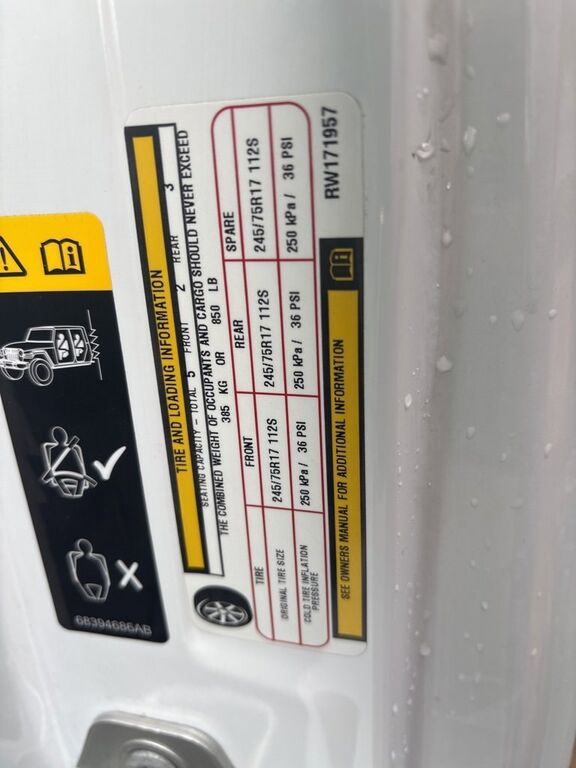 TIRE AND LOADING INFORMATION
SEATING CAPACITY - TOTAL 5 FRONT 2 REAR 3
THE COMBINED WEIGHT OF OCCUPANTS AND CARGO SHOULD NEVER EXCEED
385 KG OR 850 LB
TIRE FRONT REAR SPARE
ORIGINAL TIRE SIZE 245/75R17 112S 245/75R17 112S 245/75R17 112S
COLD TIRE INFLATION PRESSURE 250 kPa / 36 PSI 250 kPa / 36 PSI 250 kPa / 36 PSI
SEE OWNERS MANUAL FOR ADDITIONAL INFORMATION
RW171957
68394686AB